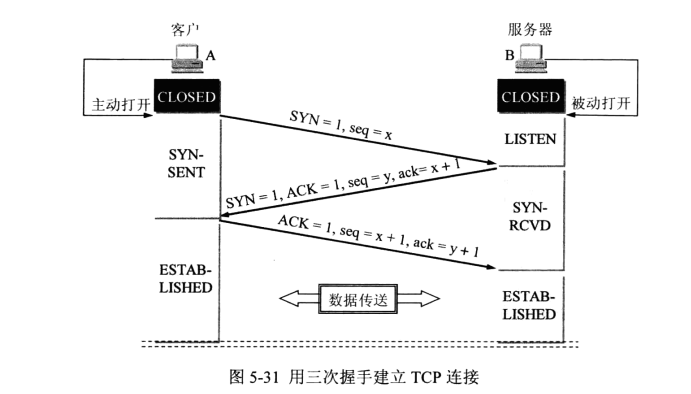 客户
服务器
A
B
主动打开
CLOSED
CLOSED
被动打开
SYN = 1, seq = x
LISTEN
SYN-
SENT
SYN = 1, ACK = 1, seq = y, ack= x + 1
SYN-
RCVD
ACK = 1, seq = x + 1, ack = y + 1
ESTAB-
LISHED
数据传送
ESTAB-
LISHED
图 5-31 用三次握手建立 TCP 连接